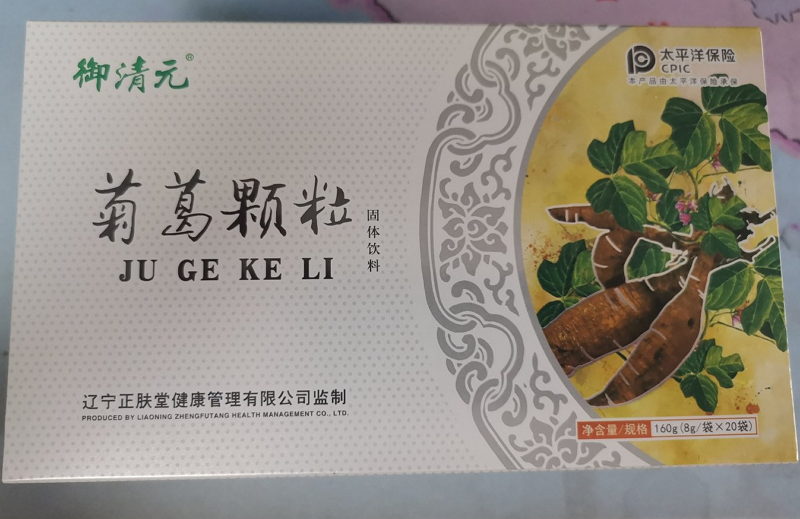 御清元®
太平洋保险
CPIC
本产品由太平洋保险承保
菊葛颗粒
固体饮料
JU GE KE LI
辽宁正肤堂健康管理有限公司监制
PRODUCED BY LIAONING ZHENGFUTANG HEALTH MANAGEMENT CO., LTD.
净含量/规格 160g(8g/袋×20袋)